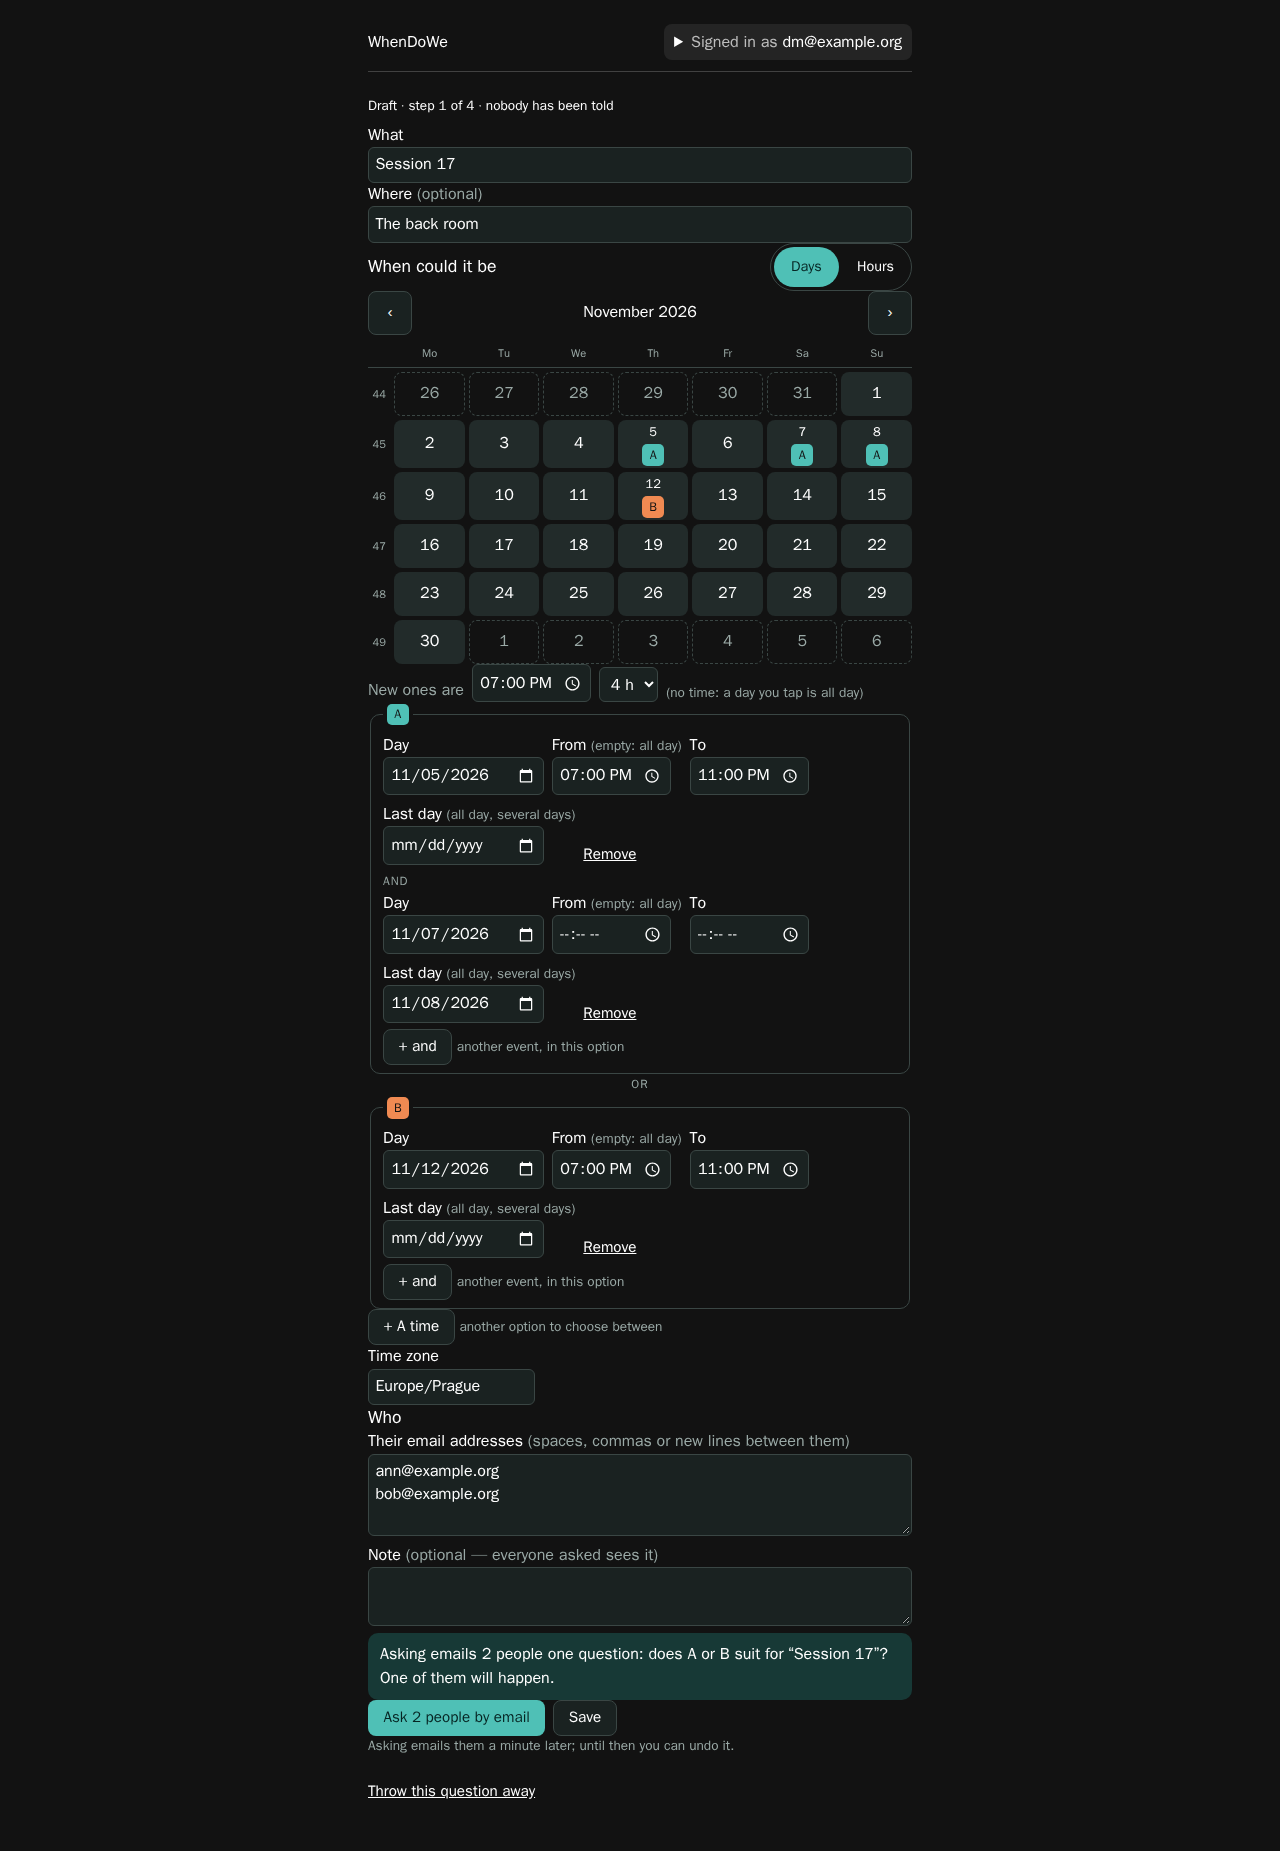 WhenDoWe
▶ Signed in as dm@example.org
Draft · step 1 of 4 · nobody has been told
What
Session 17
Where (optional)
The back room
When could it be
Days Hours
‹ November 2026 ›
Mo Tu We Th Fr Sa Su
44 26 27 28 29 30 31 1
45 2 3 4 5 A 6 7 A 8 A
46 9 10 11 12 B 13 14 15
47 16 17 18 19 20 21 22
48 23 24 25 26 27 28 29
49 30 1 2 3 4 5 6
New ones are 07:00 PM 4 h (no time: a day you tap is all day)
A
Day From (empty: all day) To
11/05/2026 07:00 PM 11:00 PM
Last day (all day, several days)
mm/dd/yyyy Remove
AND
Day From (empty: all day) To
11/07/2026 --:-- -- --:-- --
Last day (all day, several days)
11/08/2026 Remove
+ and another event, in this option
OR
B
Day From (empty: all day) To
11/12/2026 07:00 PM 11:00 PM
Last day (all day, several days)
mm/dd/yyyy Remove
+ and another event, in this option
+ A time another option to choose between
Time zone
Europe/Prague
Who
Their email addresses (spaces, commas or new lines between them)
ann@example.org
bob@example.org
Note (optional — everyone asked sees it)
Asking emails 2 people one question: does A or B suit for “Session 17”?
One of them will happen.
Ask 2 people by email Save
Asking emails them a minute later; until then you can undo it.
Throw this question away